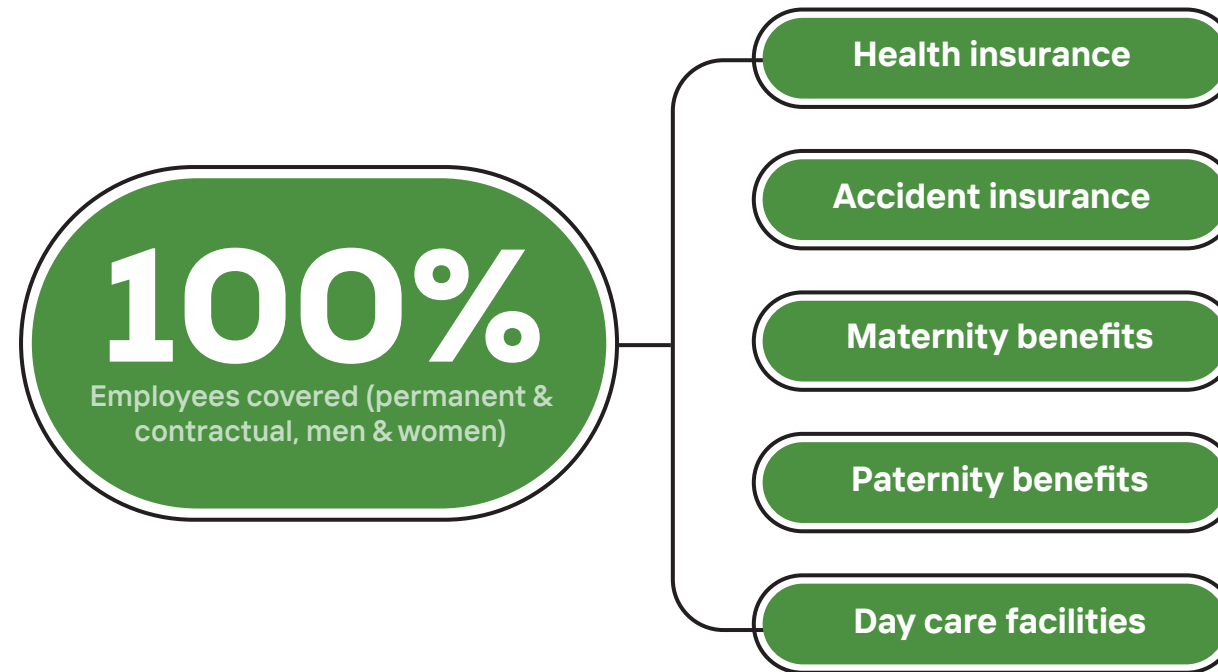 100%
Employees covered (permanent &
contractual, men & women)
Health insurance
Accident insurance
Maternity benefits
Paternity benefits
Day care facilities